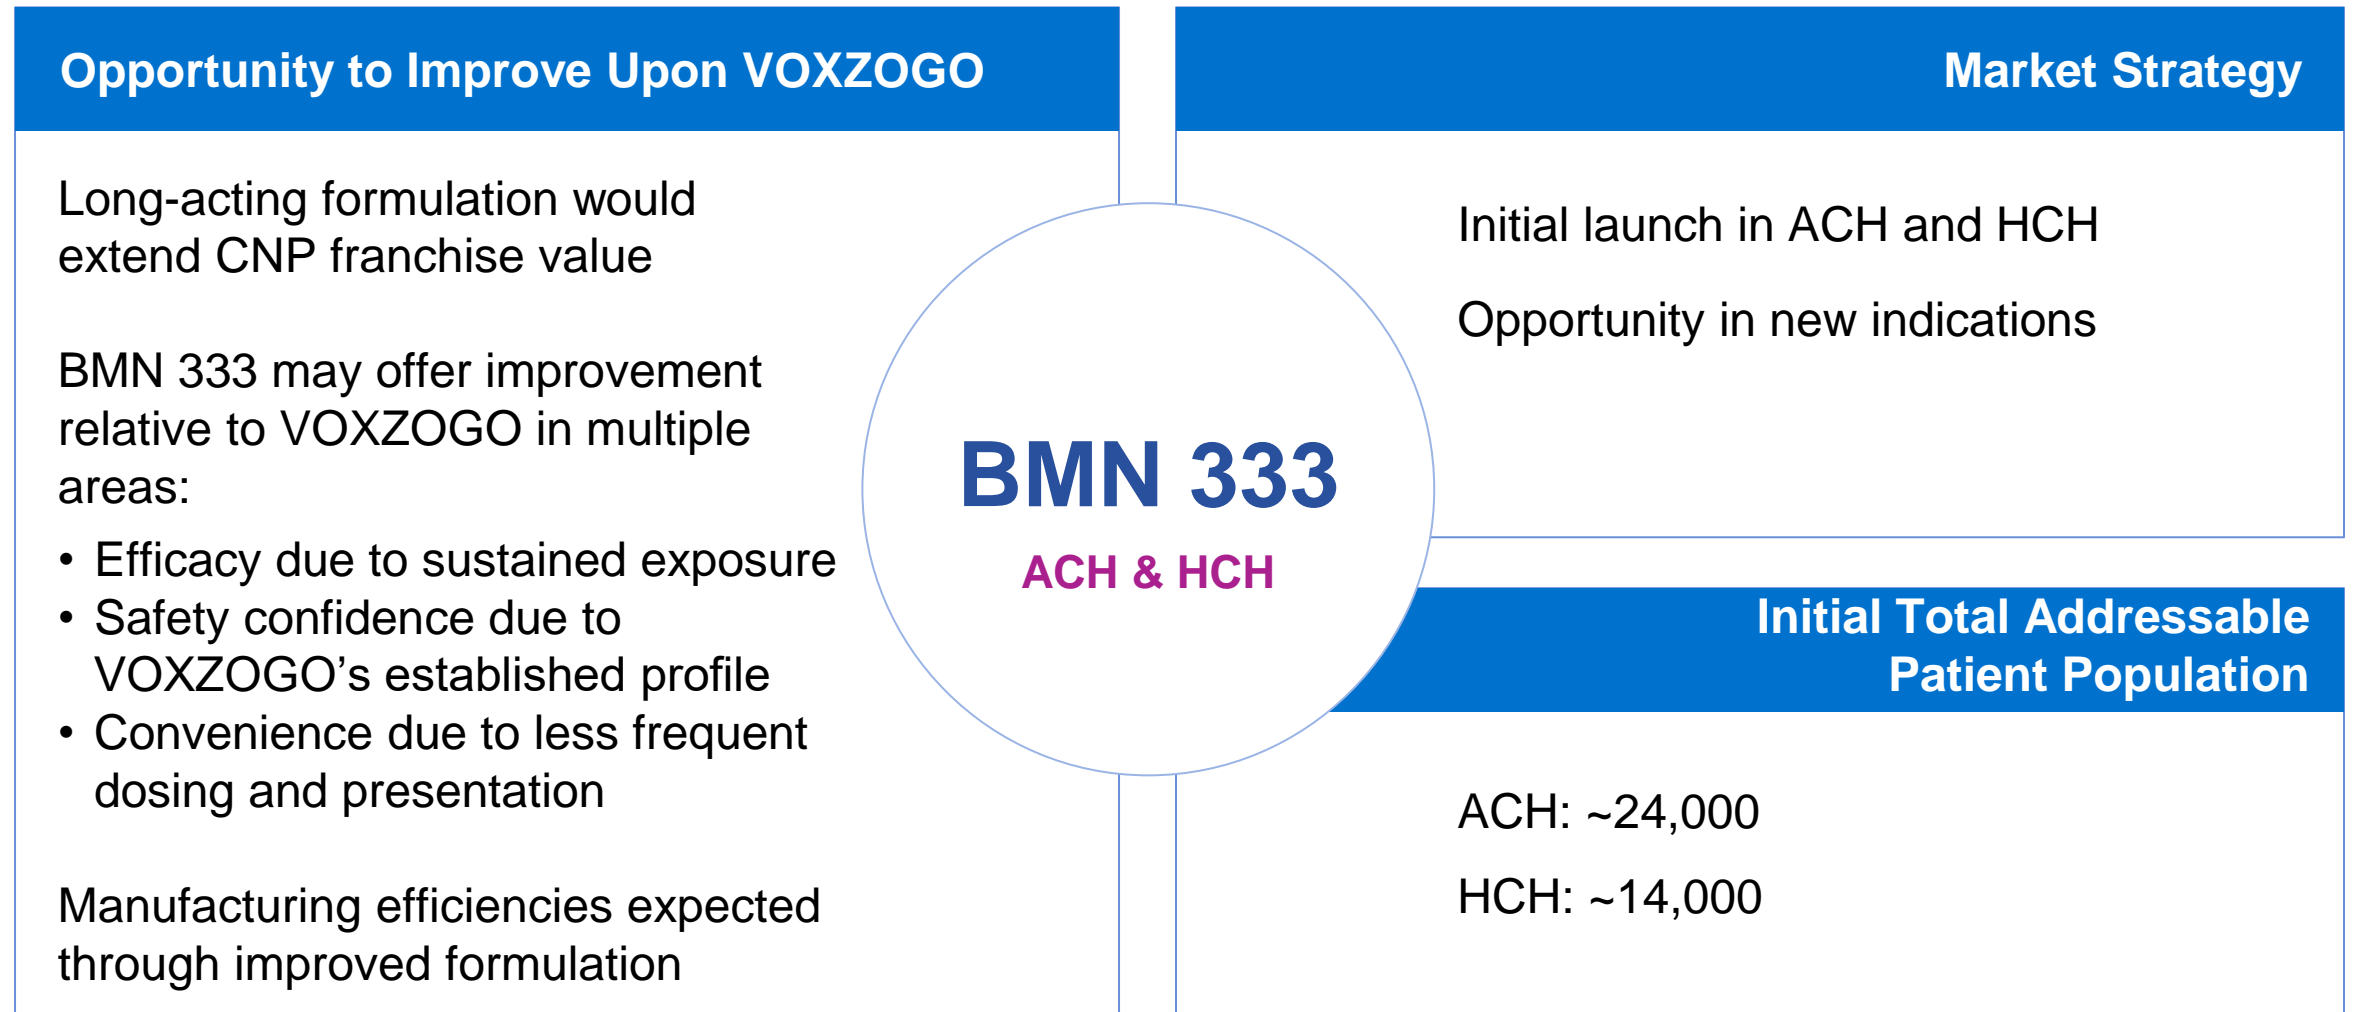 Opportunity to Improve Upon VOXZOGO
Long-acting formulation would
extend CNP franchise value
BMN 333 may offer improvement
relative to VOXZOGO in multiple
areas:
• Efficacy due to sustained exposure
• Safety confidence due to
VOXZOGO’s established profile
• Convenience due to less frequent
dosing and presentation
Manufacturing efficiencies expected
through improved formulation
BMN 333
ACH & HCH
Market Strategy
Initial launch in ACH and HCH
Opportunity in new indications
Initial Total Addressable
Patient Population
ACH: ~24,000
HCH: ~14,000